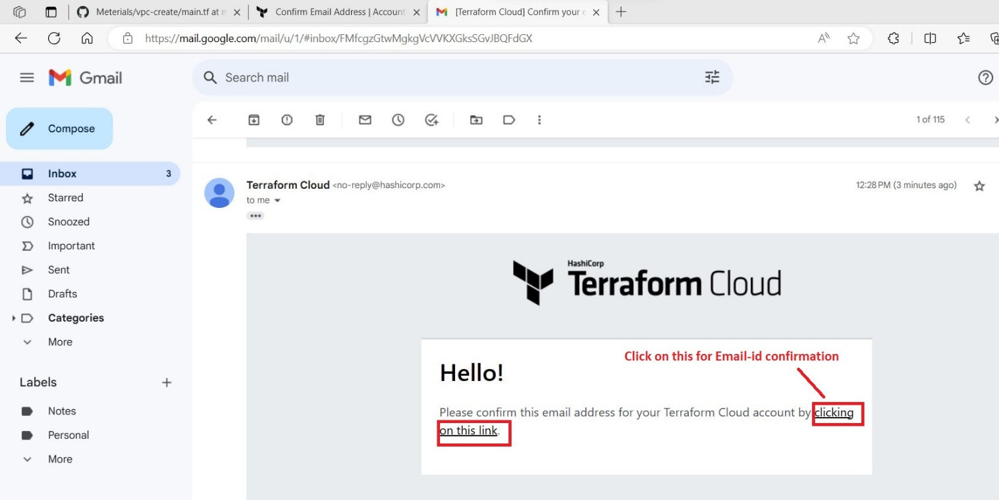 Meterials/vpc-create/main.tf at m
Confirm Email Address | Account
[Terraform Cloud] Confirm your e
https://mail.google.com/mail/u/1/#inbox/FMfcgzGtwMgkgVcVVKXGksSGvJBQFdGX
Gmail
Search mail
Compose
1 of 115
Inbox 3
Starred
Snoozed
Important
Sent
Drafts
Categories
More
Labels
Notes
Personal
More
Terraform Cloud <no-reply@hashicorp.com>
12:28 PM (3 minutes ago)
to me
HashiCorp
Terraform Cloud
Click on this for Email-id confirmation
Hello!
Please confirm this email address for your Terraform Cloud account by clicking
on this link.